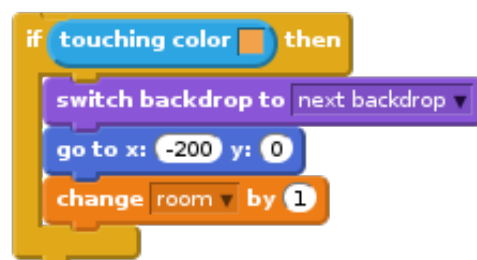 if touching color then
switch backdrop to next backdrop
go to x: -200 y: 0
change room by 1